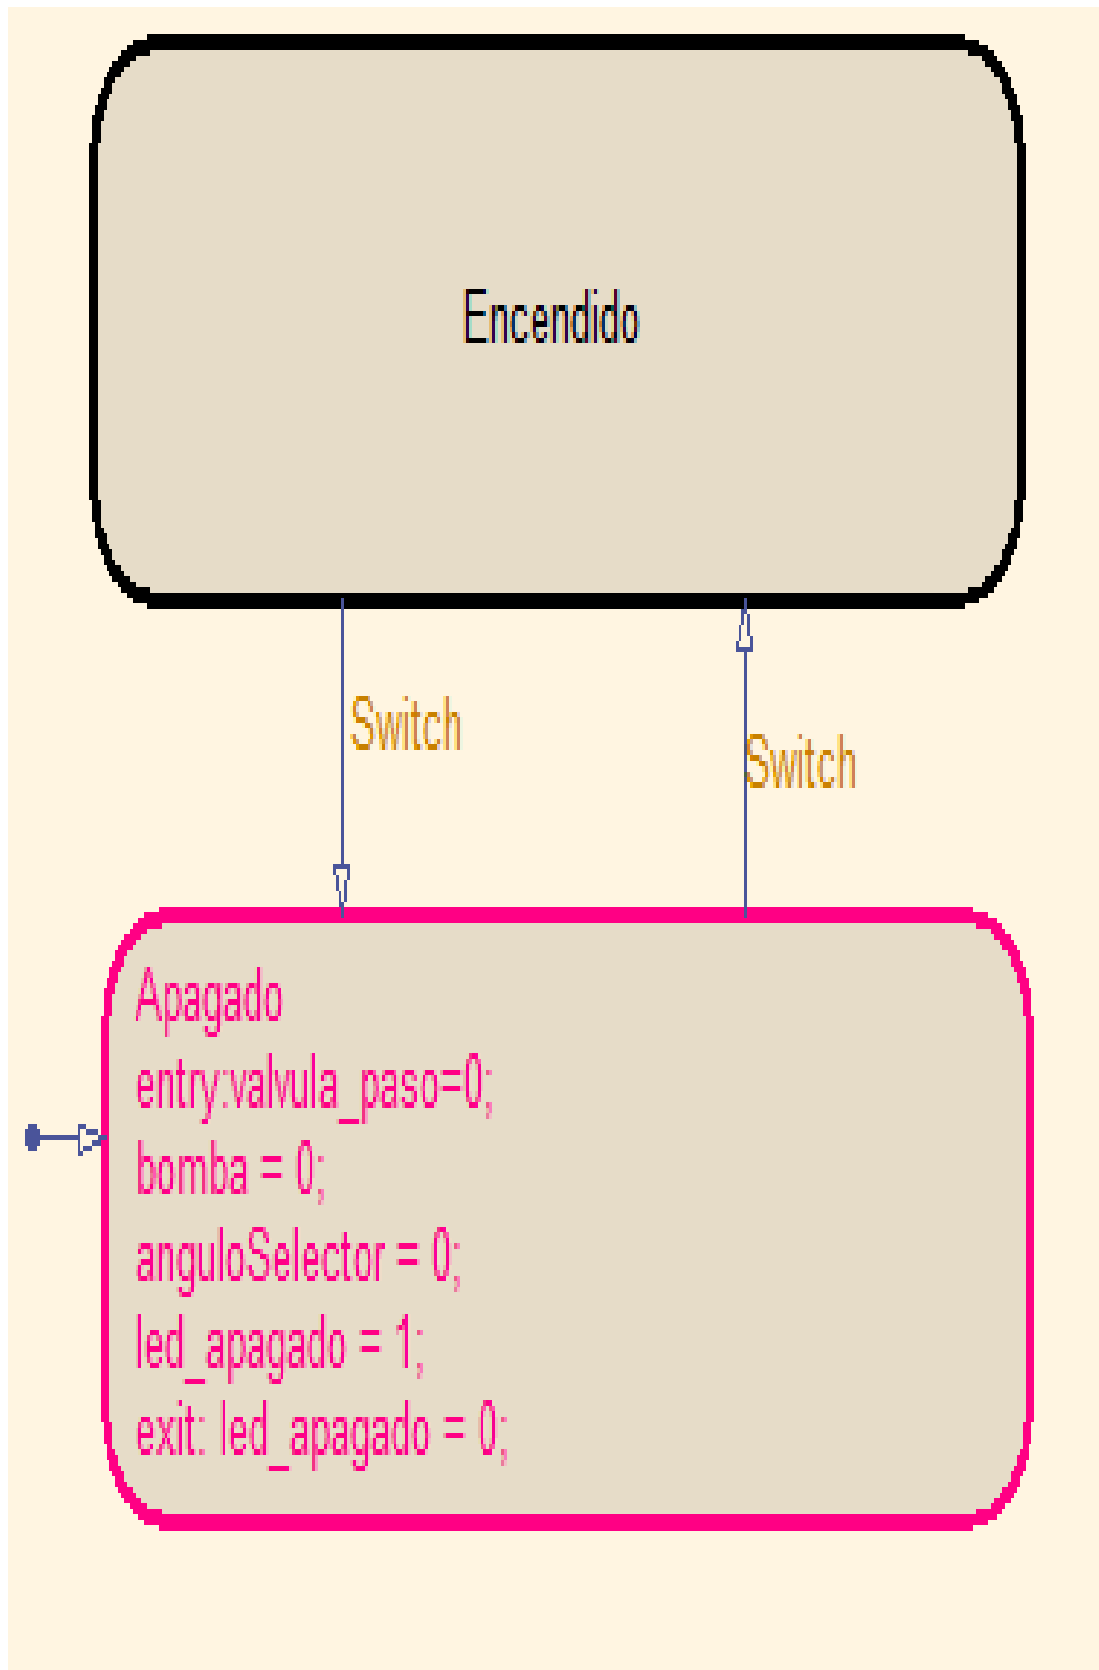 Encendido
Switch
Switch
Apagado
entry:valvula_paso=0;
bomba = 0;
anguloSelector = 0;
led_apagado = 1;
exit: led_apagado = 0;